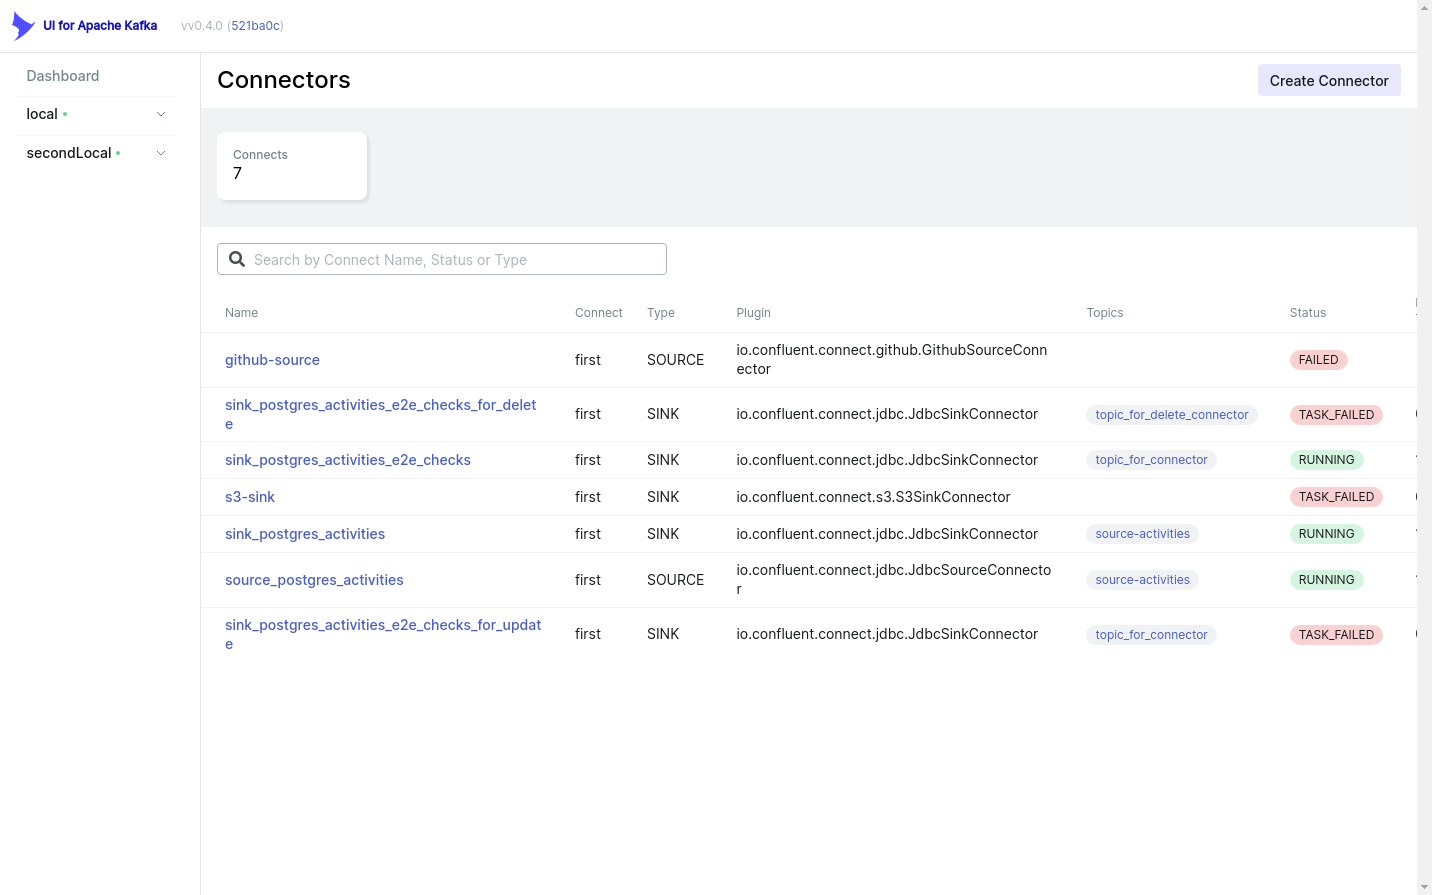 UI for Apache Kafka
vv0.4.0 (521ba0c)
Dashboard
local
secondLocal
Connectors
Create Connector
Connects
7
Search by Connect Name, Status or Type
Name Connect Type Plugin Topics Status
github-source first SOURCE io.confluent.connect.github.GithubSourceConn
ector FAILED
sink_postgres_activities_e2e_checks_for_delet
e first SINK io.confluent.connect.jdbc.JdbcSinkConnector topic_for_delete_connector TASK_FAILED
sink_postgres_activities_e2e_checks first SINK io.confluent.connect.jdbc.JdbcSinkConnector topic_for_connector RUNNING
s3-sink first SINK io.confluent.connect.s3.S3SinkConnector TASK_FAILED
sink_postgres_activities first SINK io.confluent.connect.jdbc.JdbcSinkConnector source-activities RUNNING
source_postgres_activities first SOURCE io.confluent.connect.jdbc.JdbcSourceConnecto
r source-activities RUNNING
sink_postgres_activities_e2e_checks_for_updat
e first SINK io.confluent.connect.jdbc.JdbcSinkConnector topic_for_connector TASK_FAILED